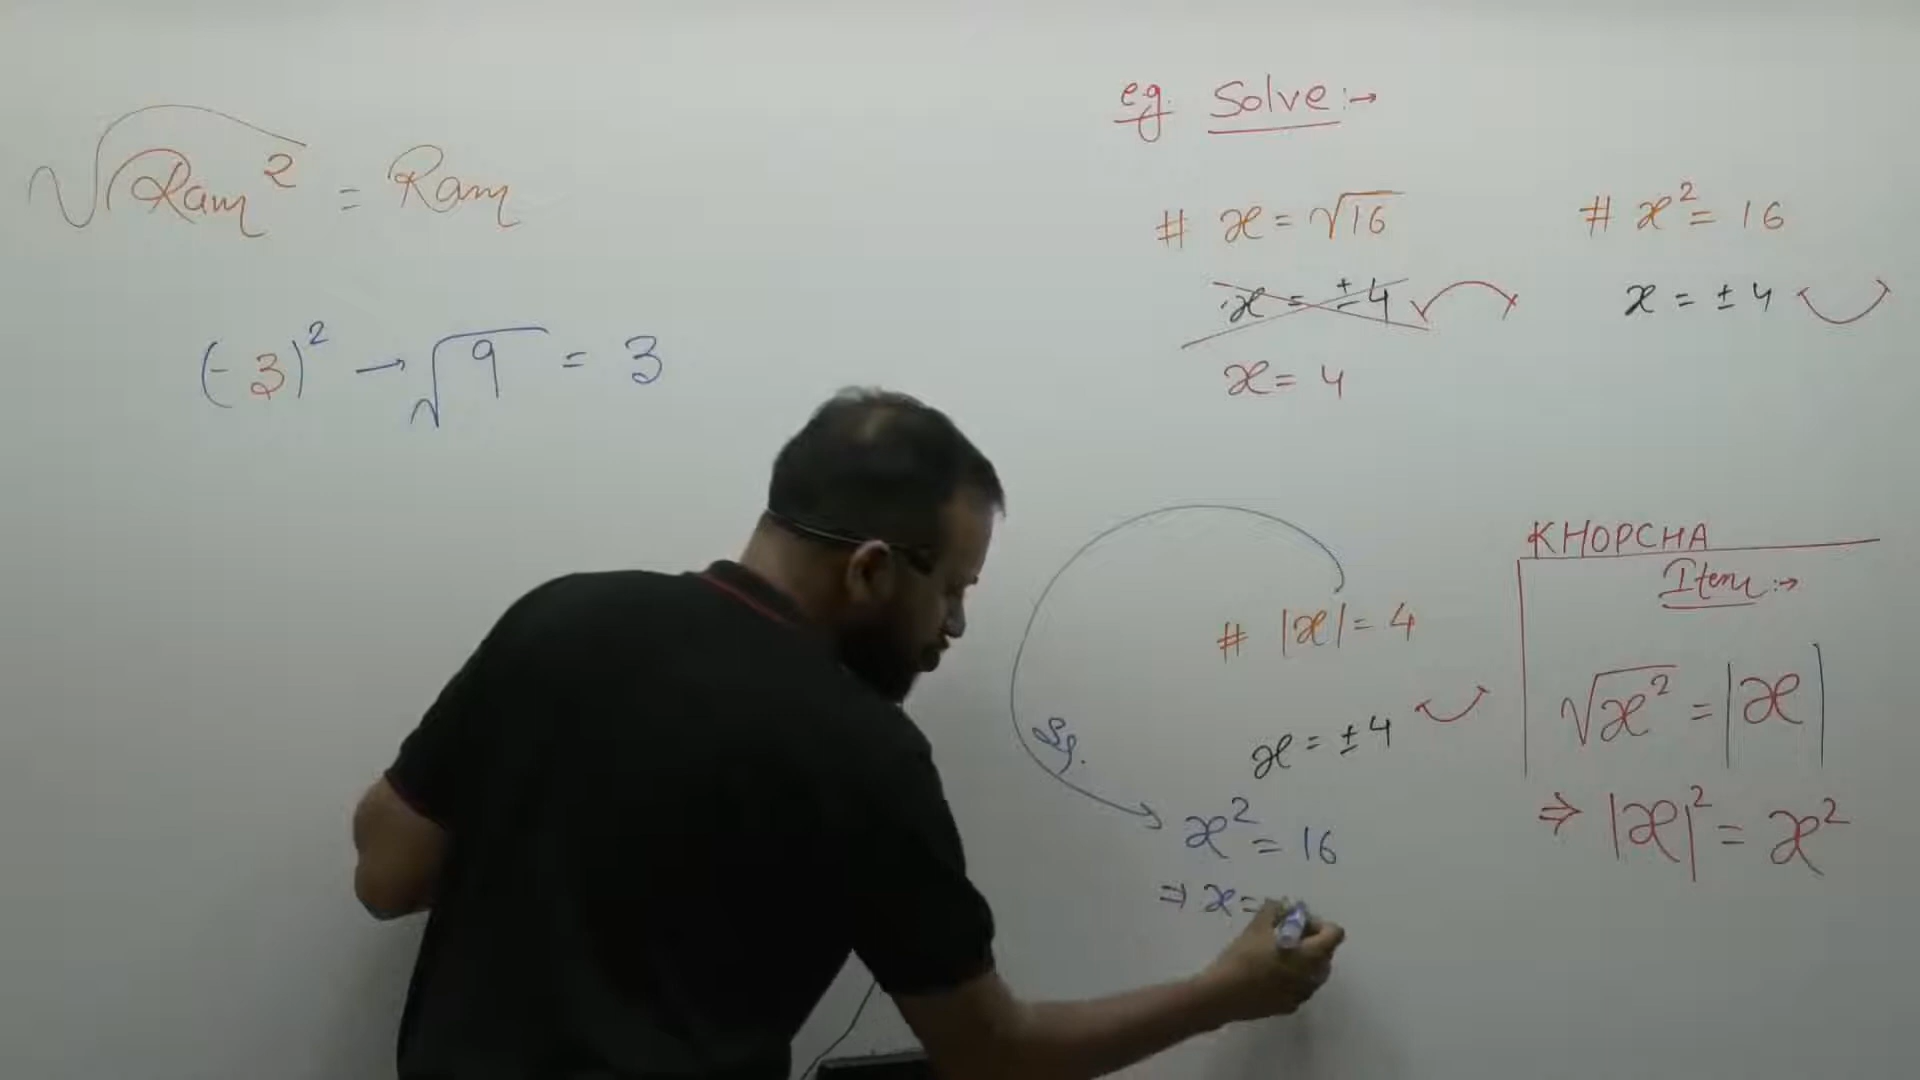 √Ram² = Ram
(-3)² → √9 = 3
eg. Solve :→
# x = √16
x = ±4
x = 4
# x² = 16
x = ±4
# |x| = 4
x = ±4
Sq.
x² = 16
⇒ x =
KHOPCHA
Item :→
√x² = |x|
⇒ |x|² = x²